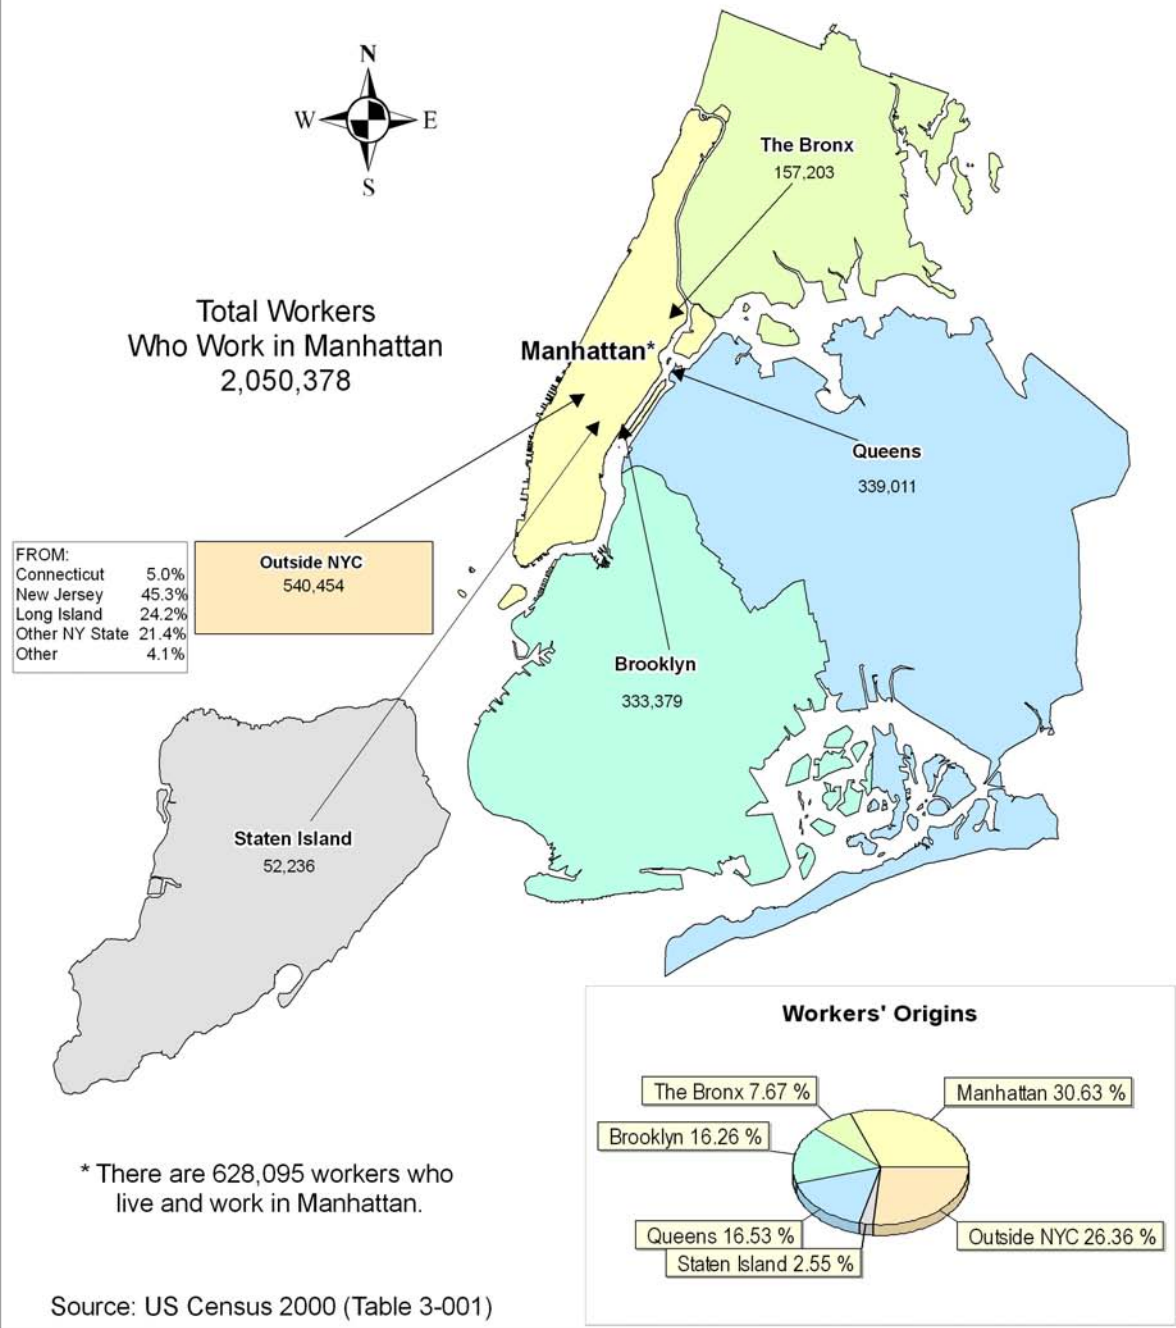 N
W E
S
The Bronx
157,203
Total Workers
Who Work in Manhattan
2,050,378
Manhattan*
Queens
339,011
FROM:
Connecticut 5.0%
New Jersey 45.3%
Long Island 24.2%
Other NY State 21.4%
Other 4.1%
Outside NYC
540,454
Brooklyn
333,379
Staten Island
52,236
Workers' Origins
The Bronx 7.67 %
Manhattan 30.63 %
Brooklyn 16.26 %
Queens 16.53 %
Outside NYC 26.36 %
Staten Island 2.55 %
* There are 628,095 workers who
live and work in Manhattan.
Source: US Census 2000 (Table 3-001)